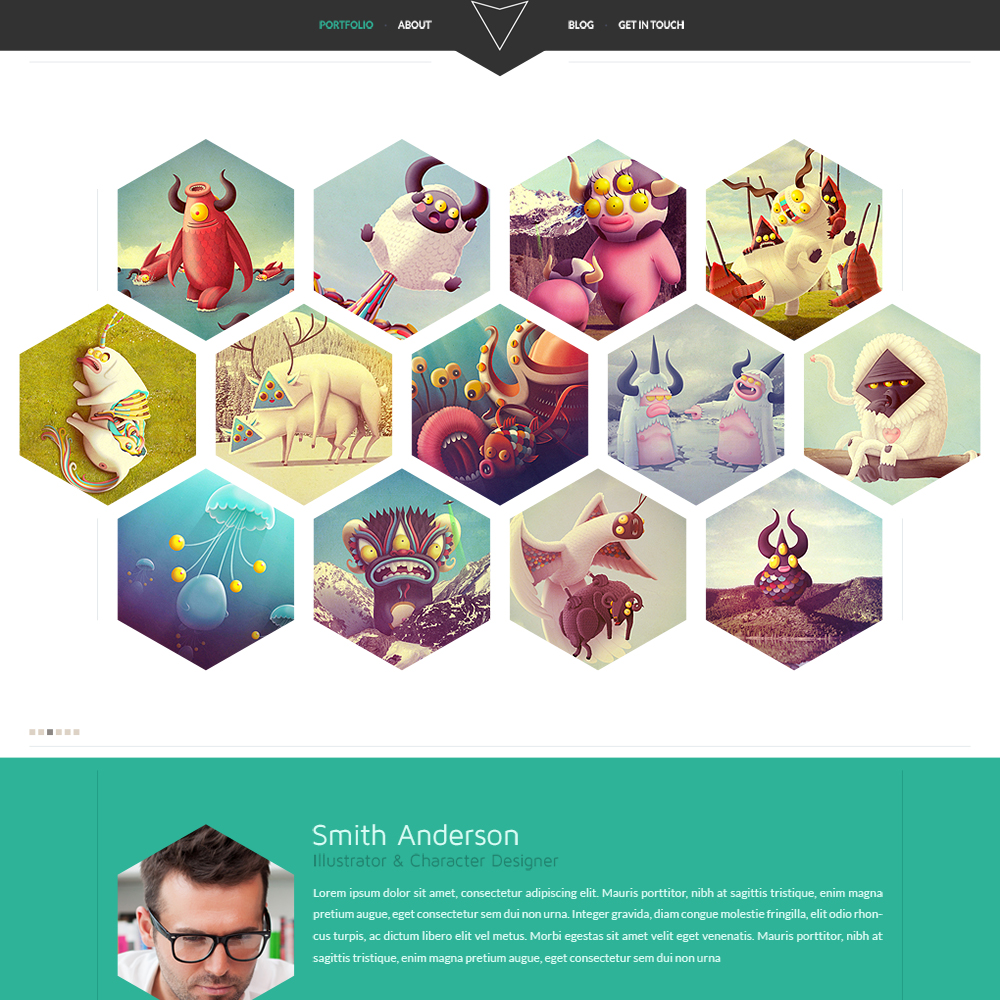 PORTFOLIO · ABOUT BLOG · GET IN TOUCH
Smith Anderson
Illustrator & Character Designer
Lorem ipsum dolor sit amet, consectetur adipiscing elit. Mauris porttitor, nibh at sagittis tristique, enim magna
pretium augue, eget consectetur sem dui non urna. Integer gravida, diam congue molestie fringilla, elit odio rhon-
cus turpis, ac dictum libero elit vel metus. Morbi egestas sit amet velit eget venenatis. Mauris porttitor, nibh at
sagittis tristique, enim magna pretium augue, eget consectetur sem dui non urna